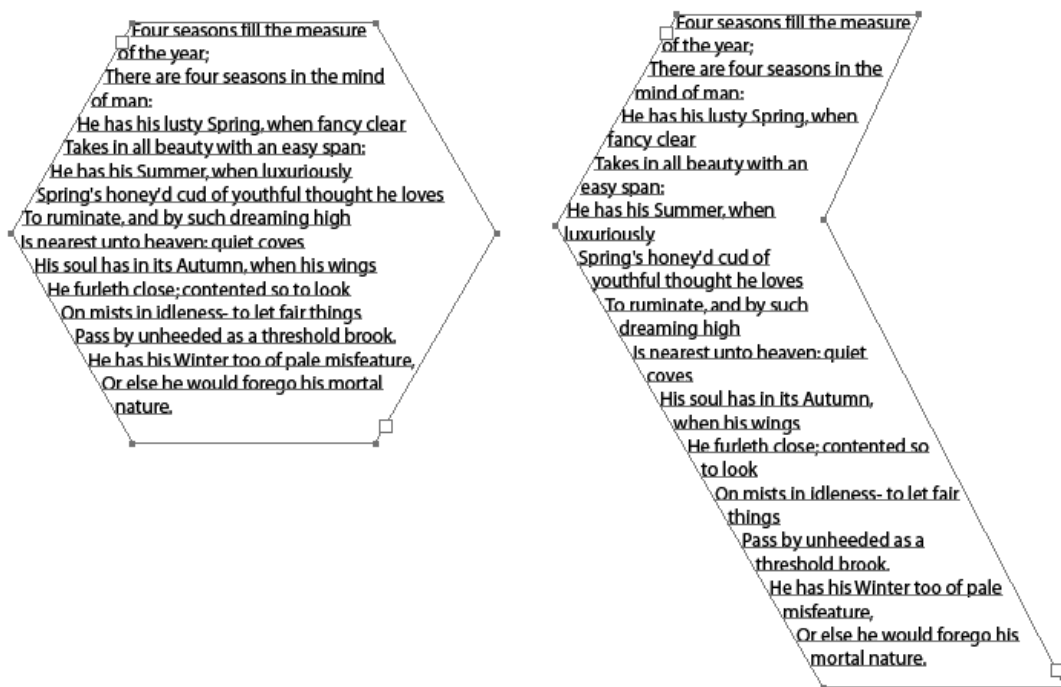 Four seasons fill the measure
of the year;
There are four seasons in the mind
of man:
He has his lusty Spring, when fancy clear
Takes in all beauty with an easy span:
He has his Summer, when luxuriously
Spring's honey'd cud of youthful thought he loves
To ruminate, and by such dreaming high
Is nearest unto heaven: quiet coves
His soul has in its Autumn, when his wings
He furleth close; contented so to look
On mists in idleness- to let fair things
Pass by unheeded as a threshold brook.
He has his Winter too of pale misfeature,
Or else he would forego his mortal
nature.
Four seasons fill the measure
of the year;
There are four seasons in the
mind of man:
He has his lusty Spring, when
fancy clear
Takes in all beauty with an
easy span:
He has his Summer, when
luxuriously
Spring's honey'd cud of
youthful thought he loves
To ruminate, and by such
dreaming high
Is nearest unto heaven: quiet
coves
His soul has in its Autumn,
when his wings
He furleth close; contented so
to look
On mists in idleness- to let fair
things
Pass by unheeded as a
threshold brook.
He has his Winter too of pale
misfeature,
Or else he would forego his
mortal nature.